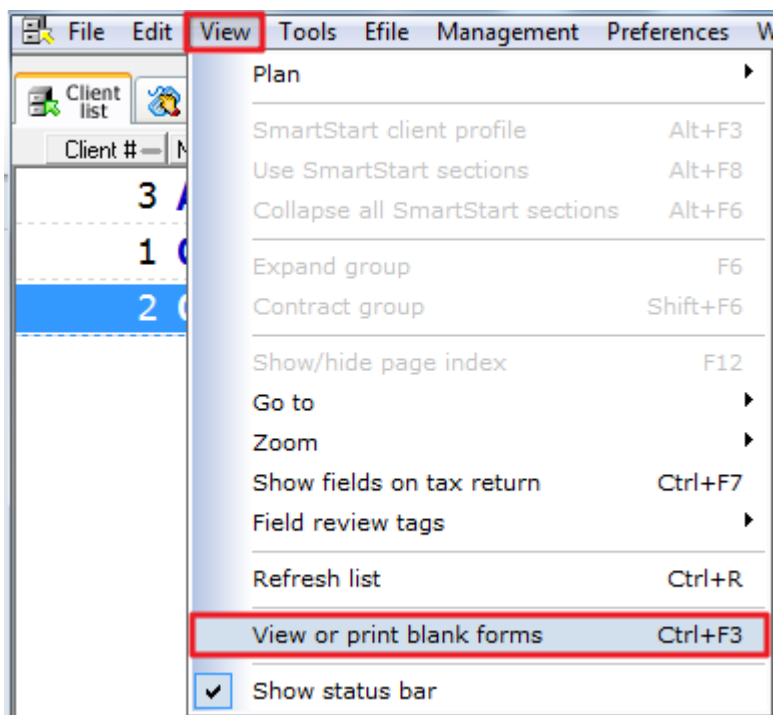 File Edit View Tools Efile Management Preferences
Client list
Client #
3
1
2
Plan
SmartStart client profile Alt+F3
Use SmartStart sections Alt+F8
Collapse all SmartStart sections Alt+F6
Expand group F6
Contract group Shift+F6
Show/hide page index F12
Go to
Zoom
Show fields on tax return Ctrl+F7
Field review tags
Refresh list Ctrl+R
View or print blank forms Ctrl+F3
Show status bar